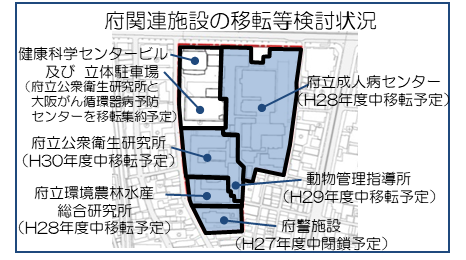 府関連施設の移転等検討状況
健康科学センタービル
及び 立体駐車場
（府立公衆衛生研究所と
大阪がん循環器病予防
センターを移転集約予定）
府立成人病センター
（H28年度中移転予定）
府立公衆衛生研究所
（H30年度中移転予定）
動物管理指導所
（H29年度中移転予定）
府立環境農林水産
総合研究所
（H28年度中移転予定）
府警施設
（H27年度中閉鎖予定）